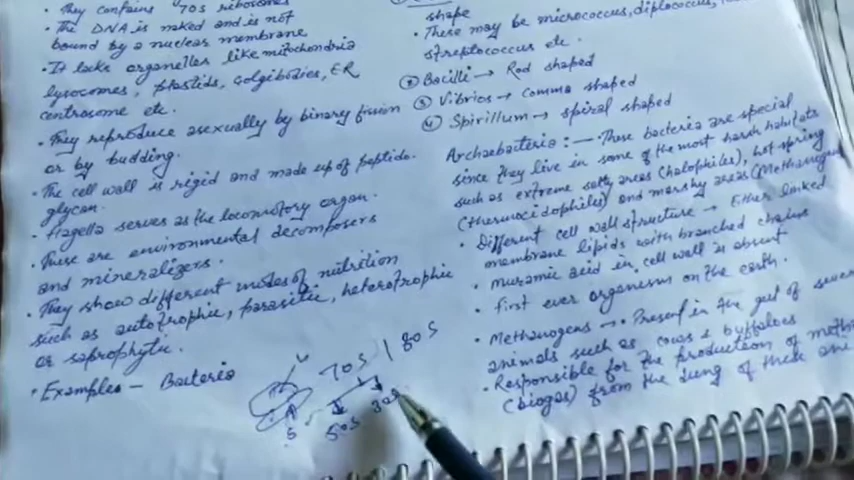 • They contains 70s ribosomes
• The DNA is naked and is not
bound by a nuclear membrane
• It lacks organelles like mitochondria
lysocomes, plastids, Golgibodies, ER
centrosome etc.
• They reproduce asexually by binary fission
or by budding.
• The cell wall is rigid and made up of peptido-
glycan.
• flagella serves as the locomotory organ.
• These are environmental decomposers
and mineralizers.
• They show different modes of nutrition
such as autotrophic, parasitic, heterotrophic
or saprophytic.
• Examples – Bacteria
70S | 80S
50S 30S
S
shape
• These may be micrococcus, diplococcus,
streptococcus etc.
② Bacilli → Rod shaped
③ Vibrios → Comma shaped
④ Spirillum → spiral shaped
Archaebacteria :— These bacteria are special
since they live in some of the most harsh habitats
such as extreme salty areas (halophiles), hot spring
(thermocidophiles) and marshy areas (Methanogens
• Different cell wall structure → Ether linked
membrane lipids with branched chains
• muramic acid in cell wall is absent
• first ever organism on the earth.
• Methanogens → • Present in the gut of
animals such as cows & buffaloes
• Responsible for the production of
(biogas) from the dung of these